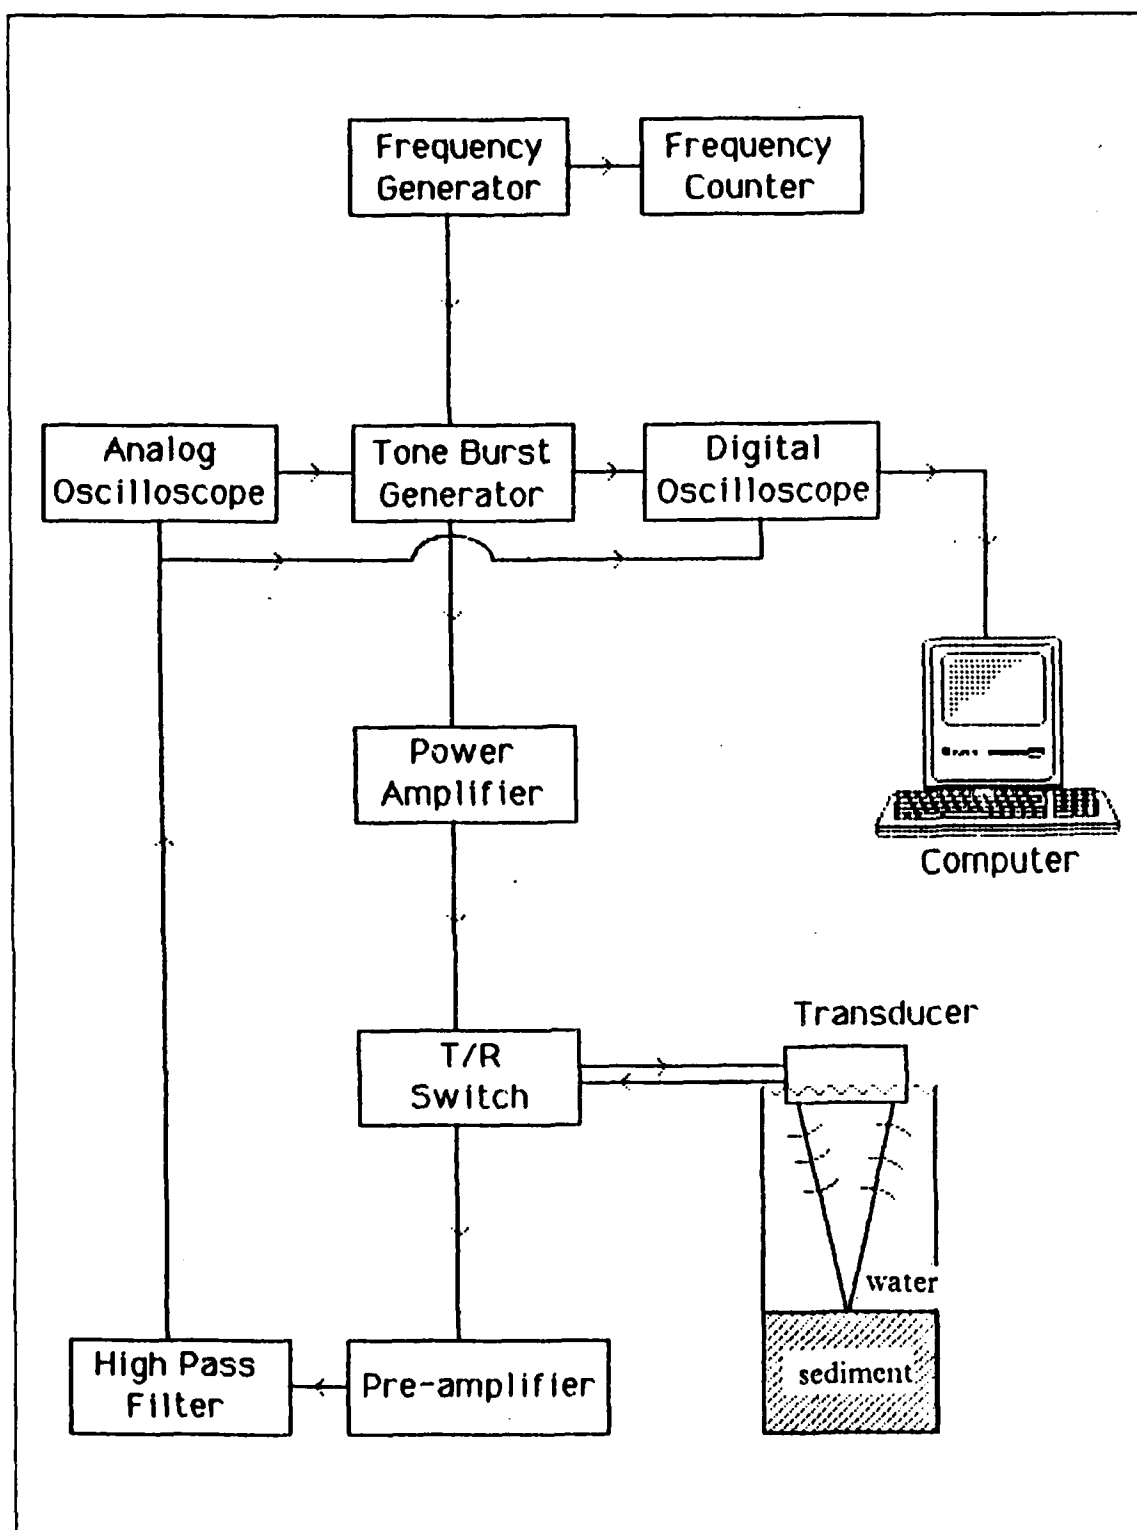 Frequency
Generator
Frequency
Counter
Analog
Oscilloscope
Tone Burst
Generator
Digital
Oscilloscope
Power
Amplifier
Computer
T/R
Switch
Transducer
water
sediment
High Pass
Filter
Pre-amplifier